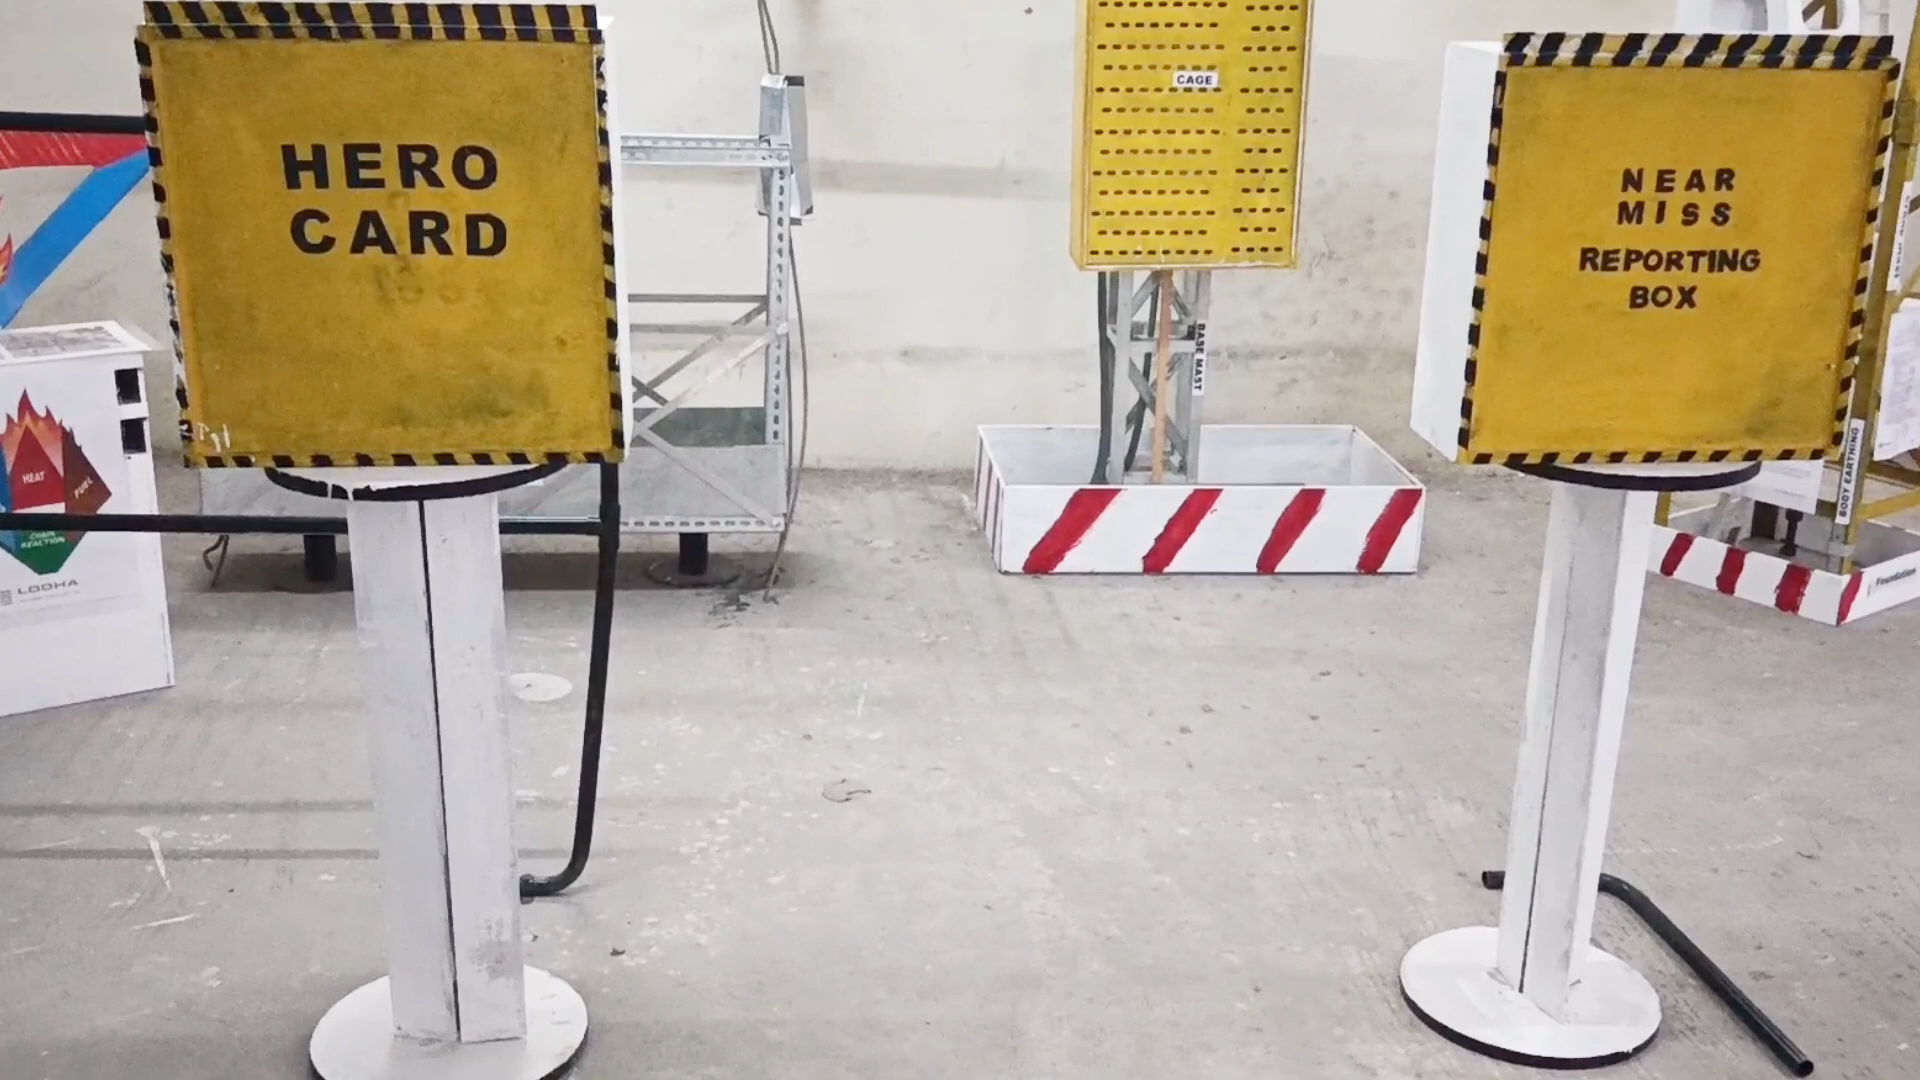 HERO
CARD
CAGE
BASE MAST
NEAR
MISS
REPORTING
BOX
BODY EARTHING
Foundation
HEAT
FUEL
CHAIN
REACTION
LODHA